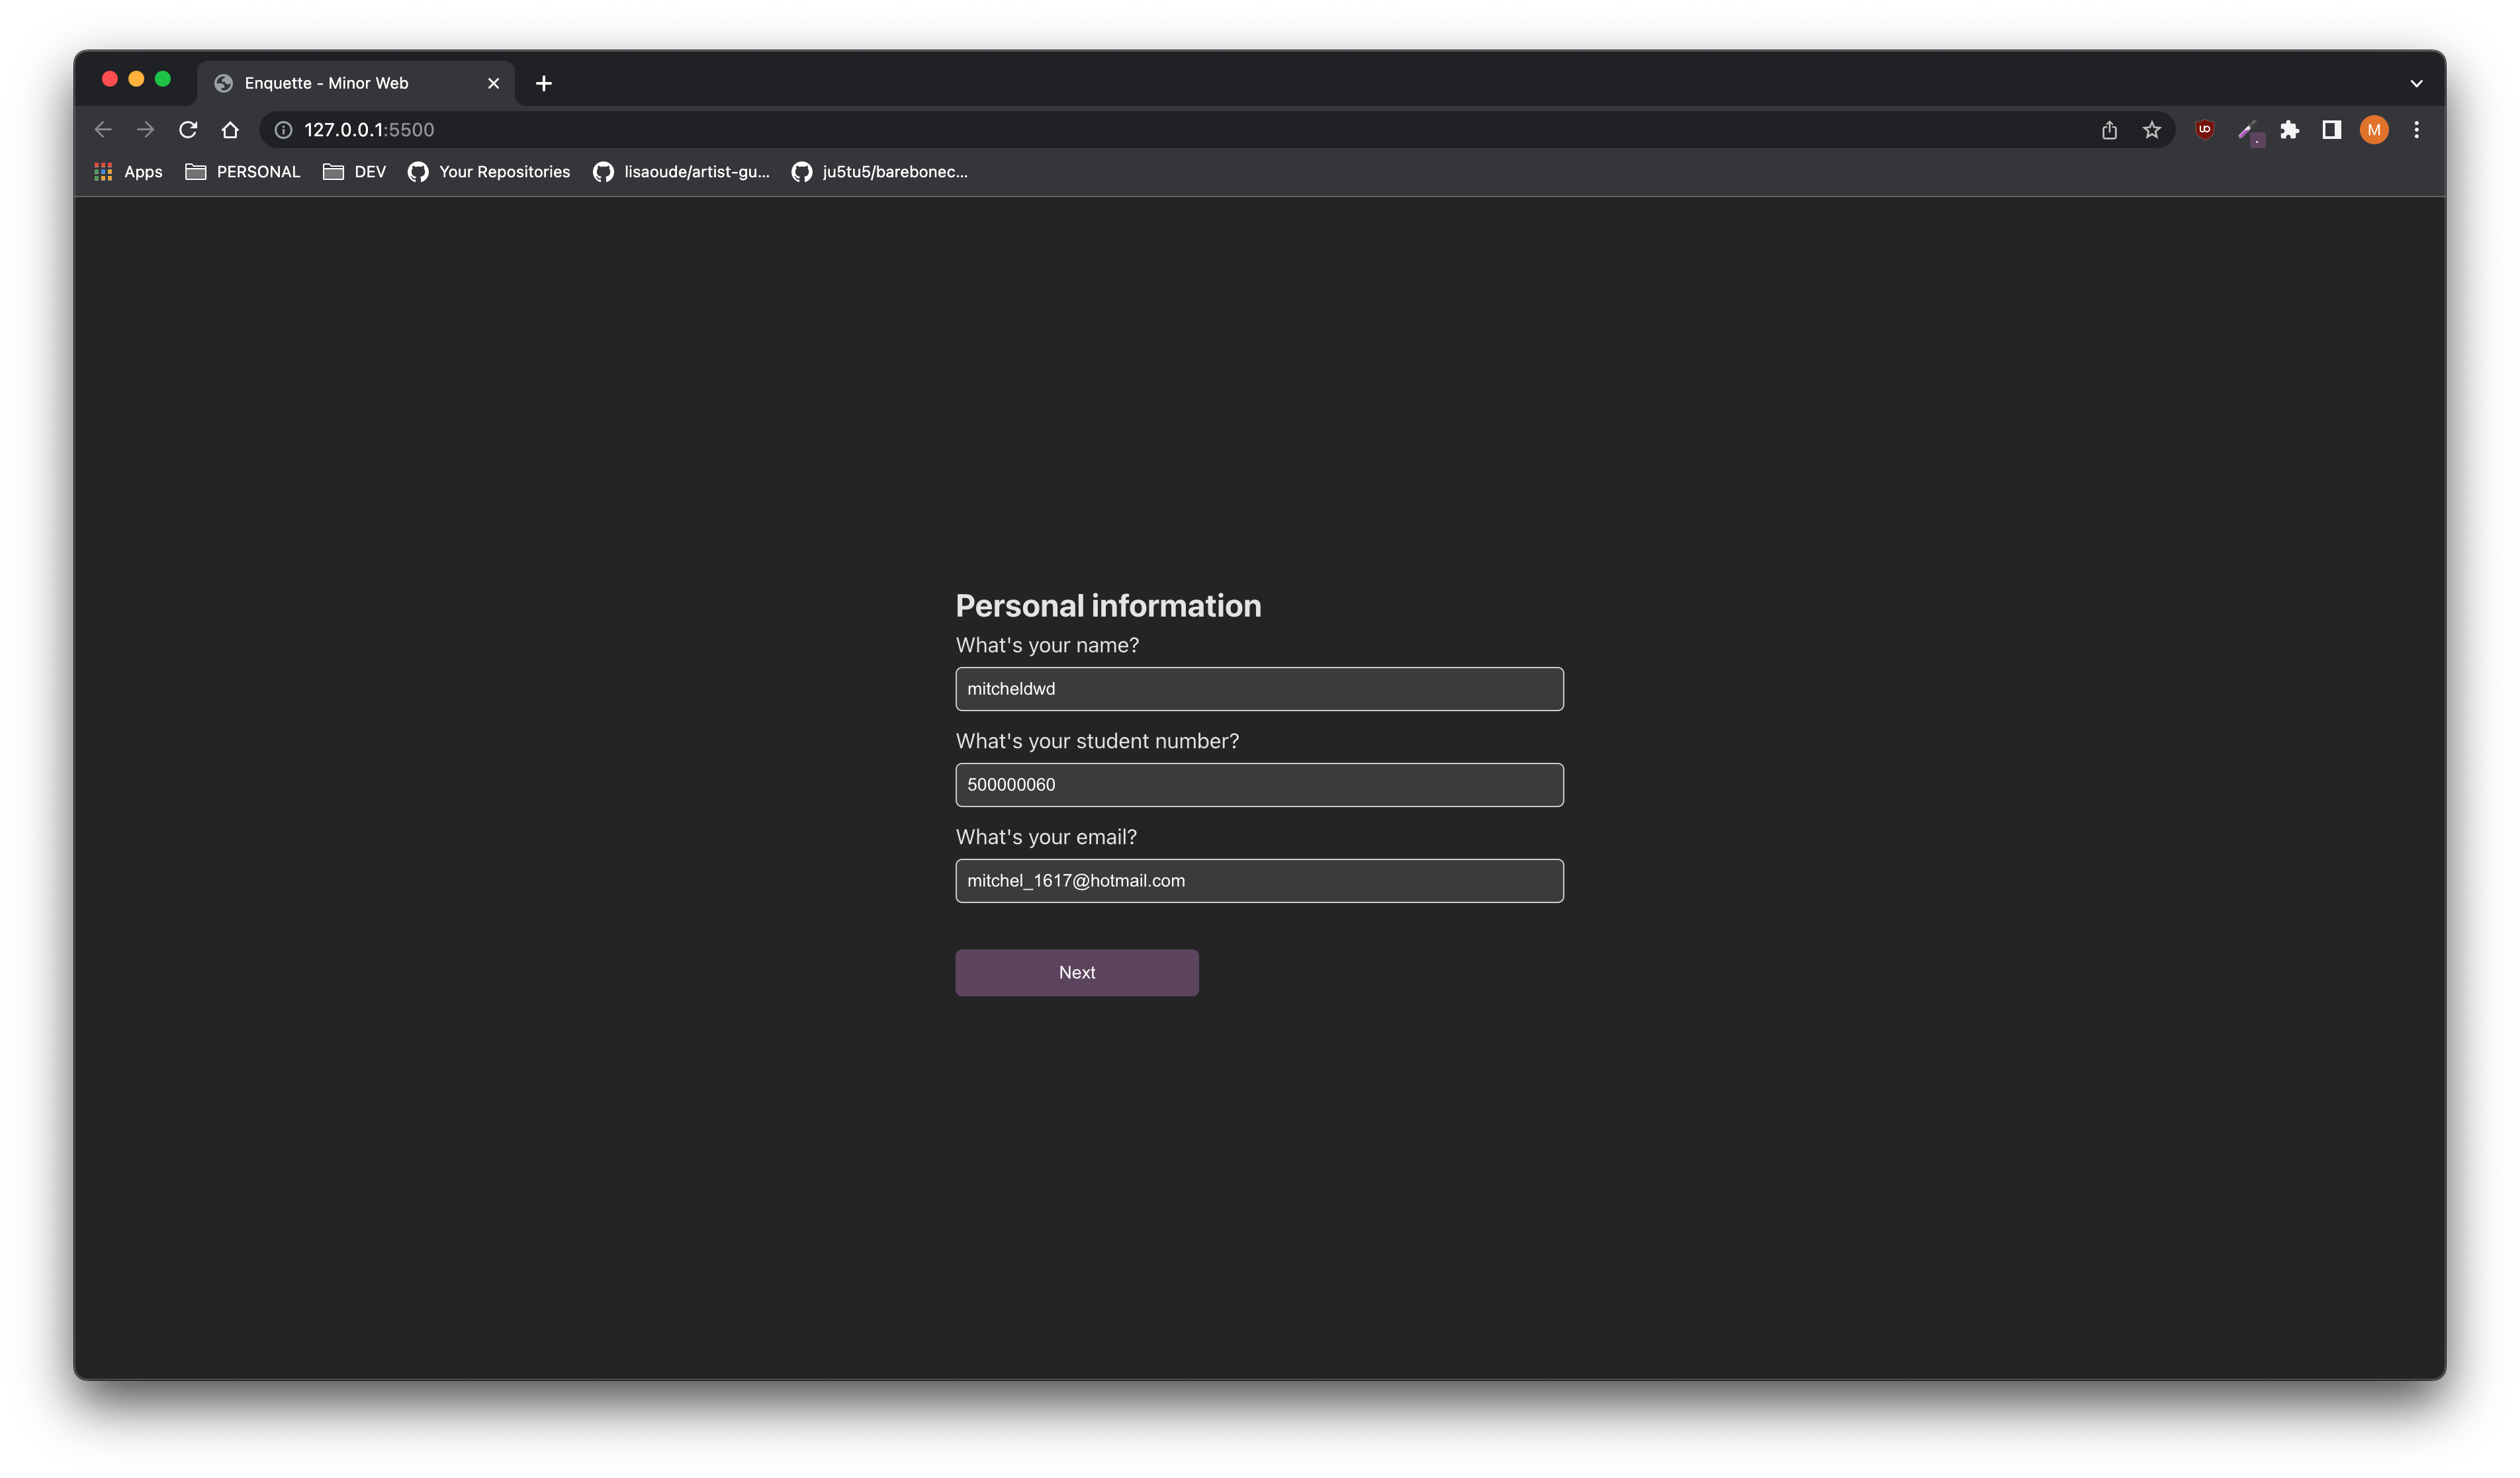 Enquette - Minor Web
127.0.0.1:5500
M
Apps PERSONAL DEV Your Repositories lisaoude/artist-gu... ju5tu5/barebonec...
Personal information
What's your name?
mitcheldwd
What's your student number?
500000060
What's your email?
mitchel_1617@hotmail.com
Next